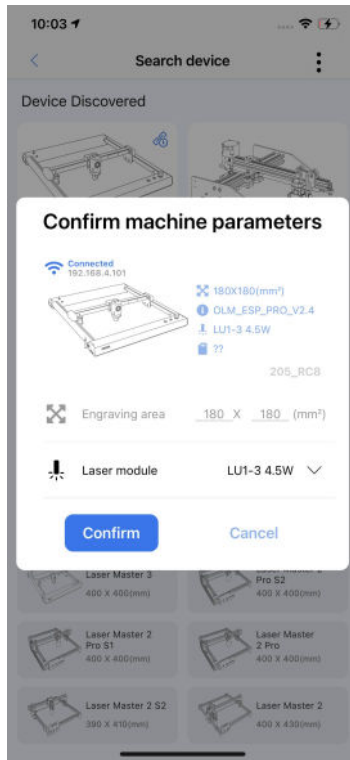 10:03
Search device
Device Discovered
Confirm machine parameters
Connected
192.168.4.101
180X180(mm²)
OLM_ESP_PRO_V2.4
LU1-3 4.5W
??
205_RC8
Engraving area 180 X 180 (mm²)
Laser module LU1-3 4.5W
Confirm Cancel
Laser Master 3
400 X 400(mm)
Pro S2
400 X 400(mm)
Laser Master 2
Pro S1
400 X 400(mm)
Laser Master
2 Pro
400 X 400(mm)
Laser Master 2 S2
390 X 410(mm)
Laser Master 2
400 X 430(mm)